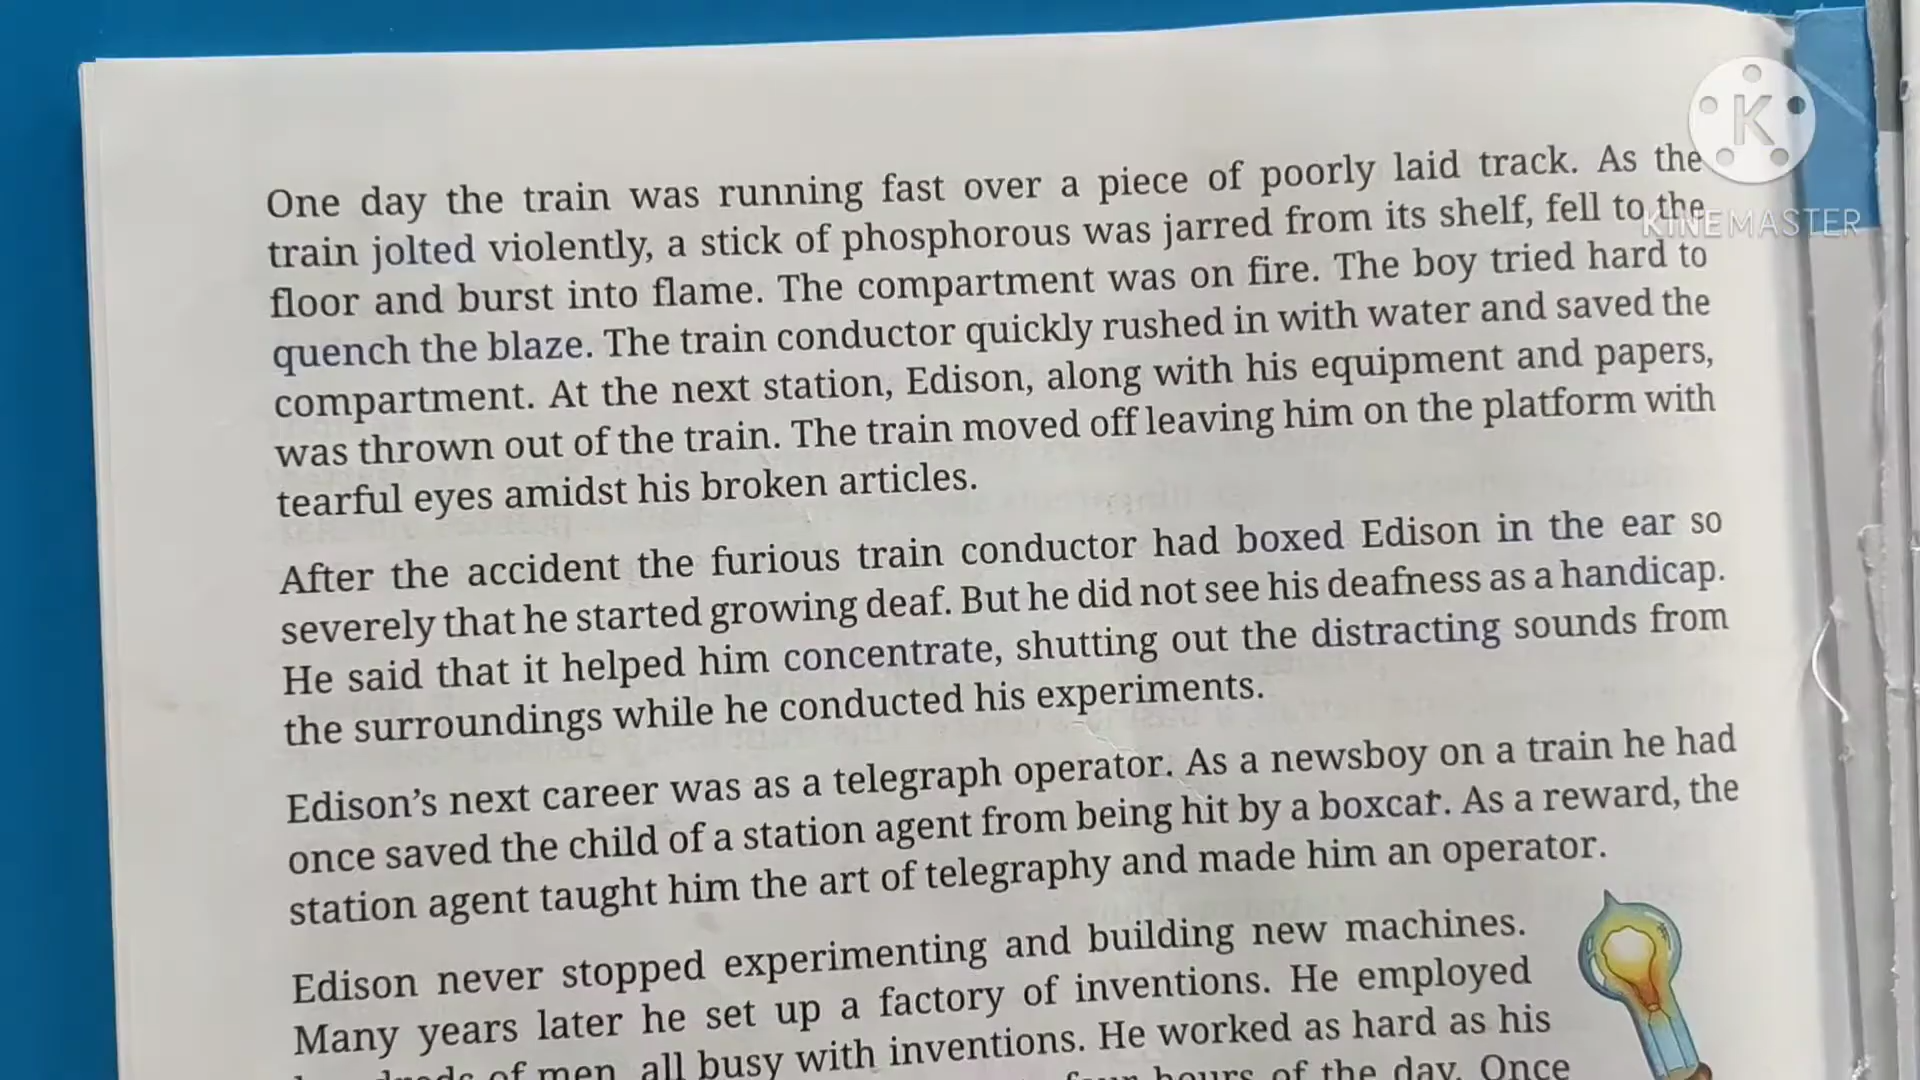 One day the train was running fast over a piece of poorly laid track. As the
train jolted violently, a stick of phosphorous was jarred from its shelf, fell to the
floor and burst into flame. The compartment was on fire. The boy tried hard to
quench the blaze. The train conductor quickly rushed in with water and saved the
compartment. At the next station, Edison, along with his equipment and papers,
was thrown out of the train. The train moved off leaving him on the platform with
tearful eyes amidst his broken articles.
After the accident the furious train conductor had boxed Edison in the ear so
severely that he started growing deaf. But he did not see his deafness as a handicap.
He said that it helped him concentrate, shutting out the distracting sounds from
the surroundings while he conducted his experiments.
Edison's next career was as a telegraph operator. As a newsboy on a train he had
once saved the child of a station agent from being hit by a boxcar. As a reward, the
station agent taught him the art of telegraphy and made him an operator.
Edison never stopped experimenting and building new machines.
Many years later he set up a factory of inventions. He employed
of men, all busy with inventions. He worked as hard as his
hours of the day. Once
K
KINEMASTER